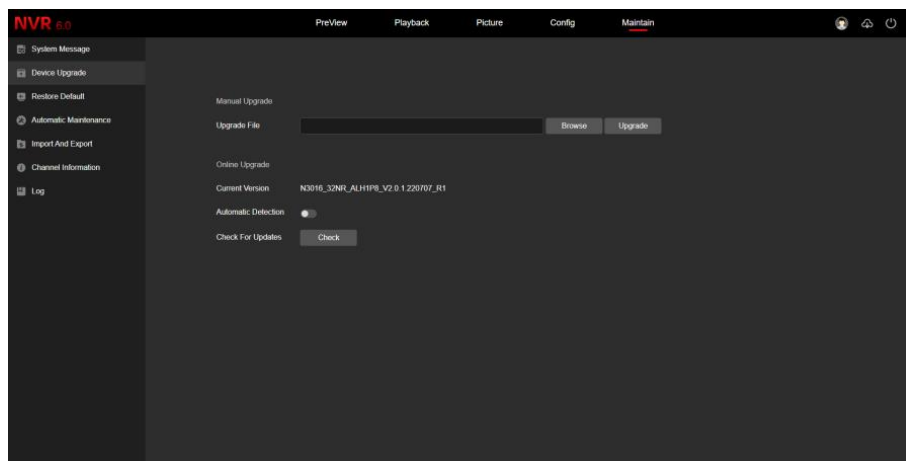 NVR 6.0
PreView Playback Picture Config Maintain
System Message
Device Upgrade
Restore Default
Automatic Maintenance
Import And Export
Channel Information
Log
Manual Upgrade
Upgrade File Browse Upgrade
Online Upgrade
Current Version N3016_32NR_ALH1P8_V2.0.1.220707_R1
Automatic Detection
Check For Updates Check